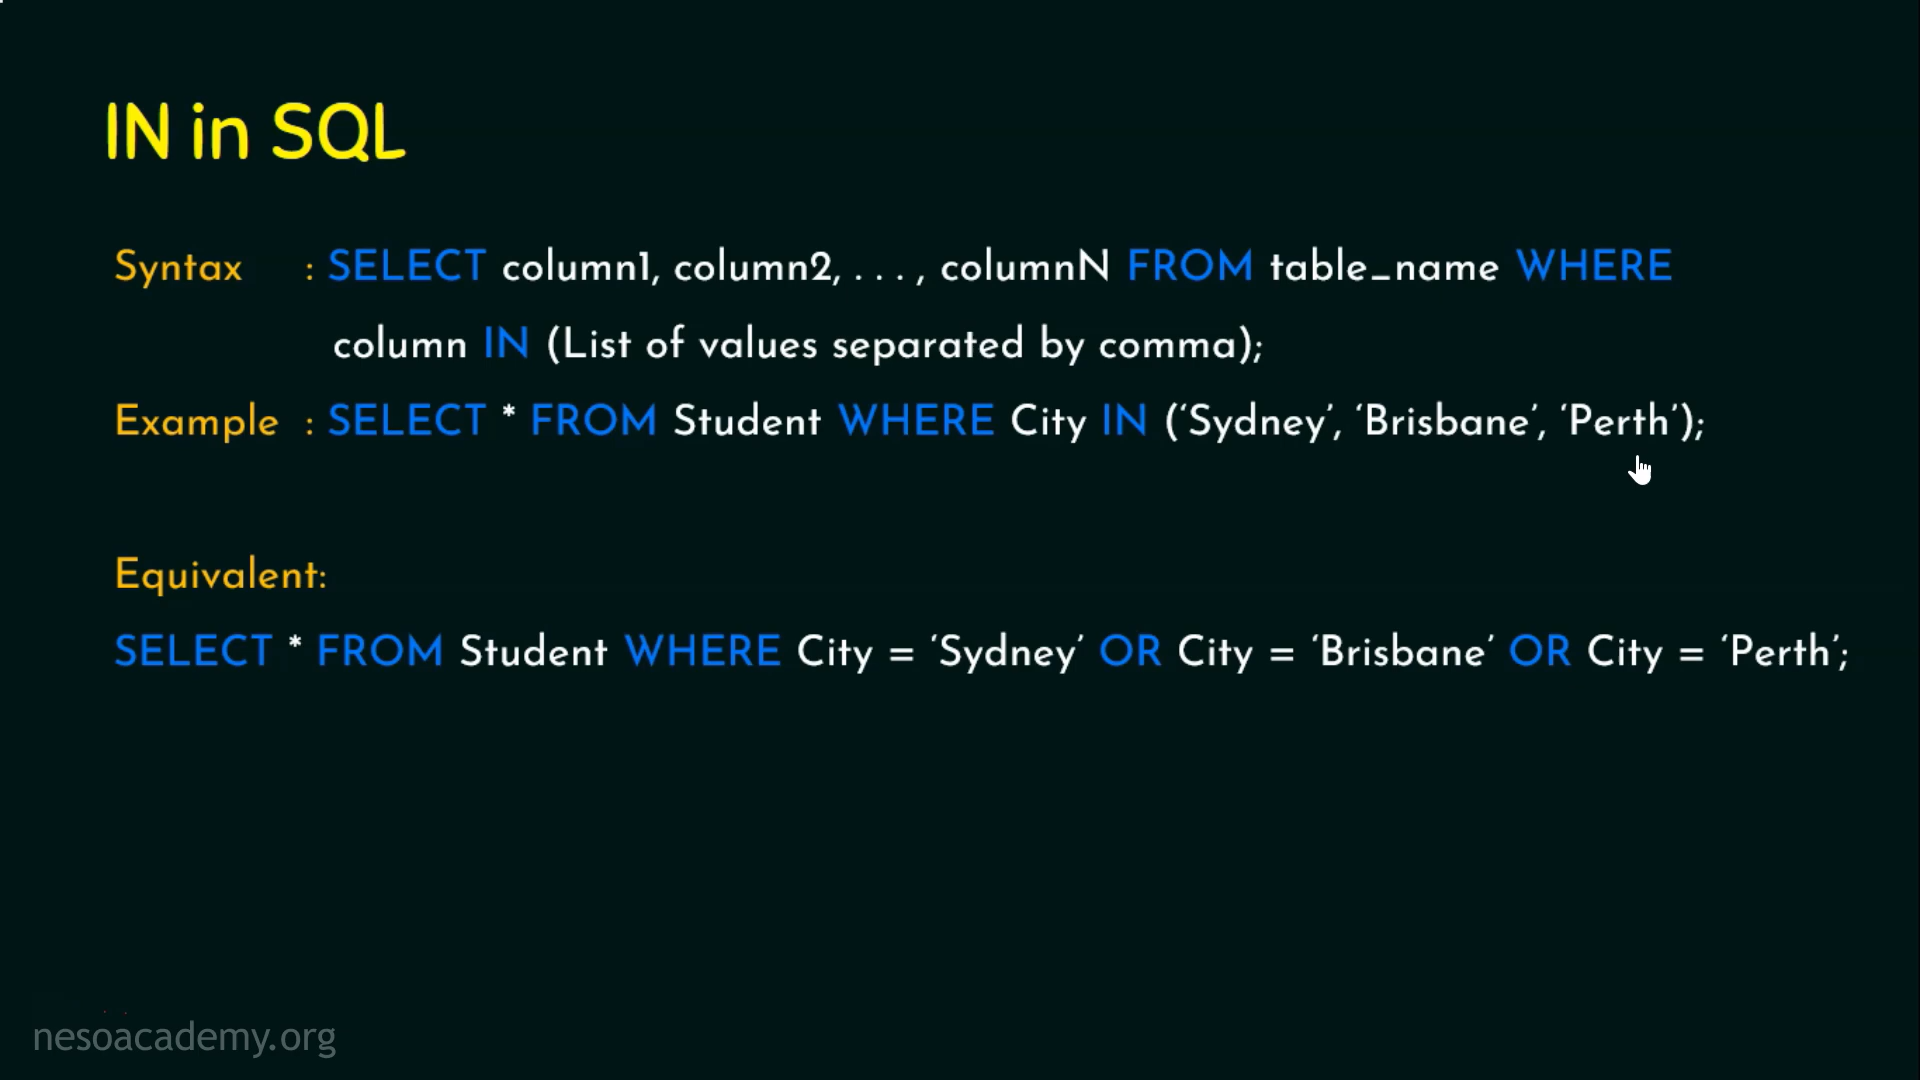 IN in SQL
Syntax : SELECT column1, column2, . . . , columnN FROM table_name WHERE
column IN (List of values separated by comma);
Example : SELECT * FROM Student WHERE City IN (‘Sydney’, ‘Brisbane’, ‘Perth’);
Equivalent:
SELECT * FROM Student WHERE City = ‘Sydney’ OR City = ‘Brisbane’ OR City = ‘Perth’;
nesoacademy.org